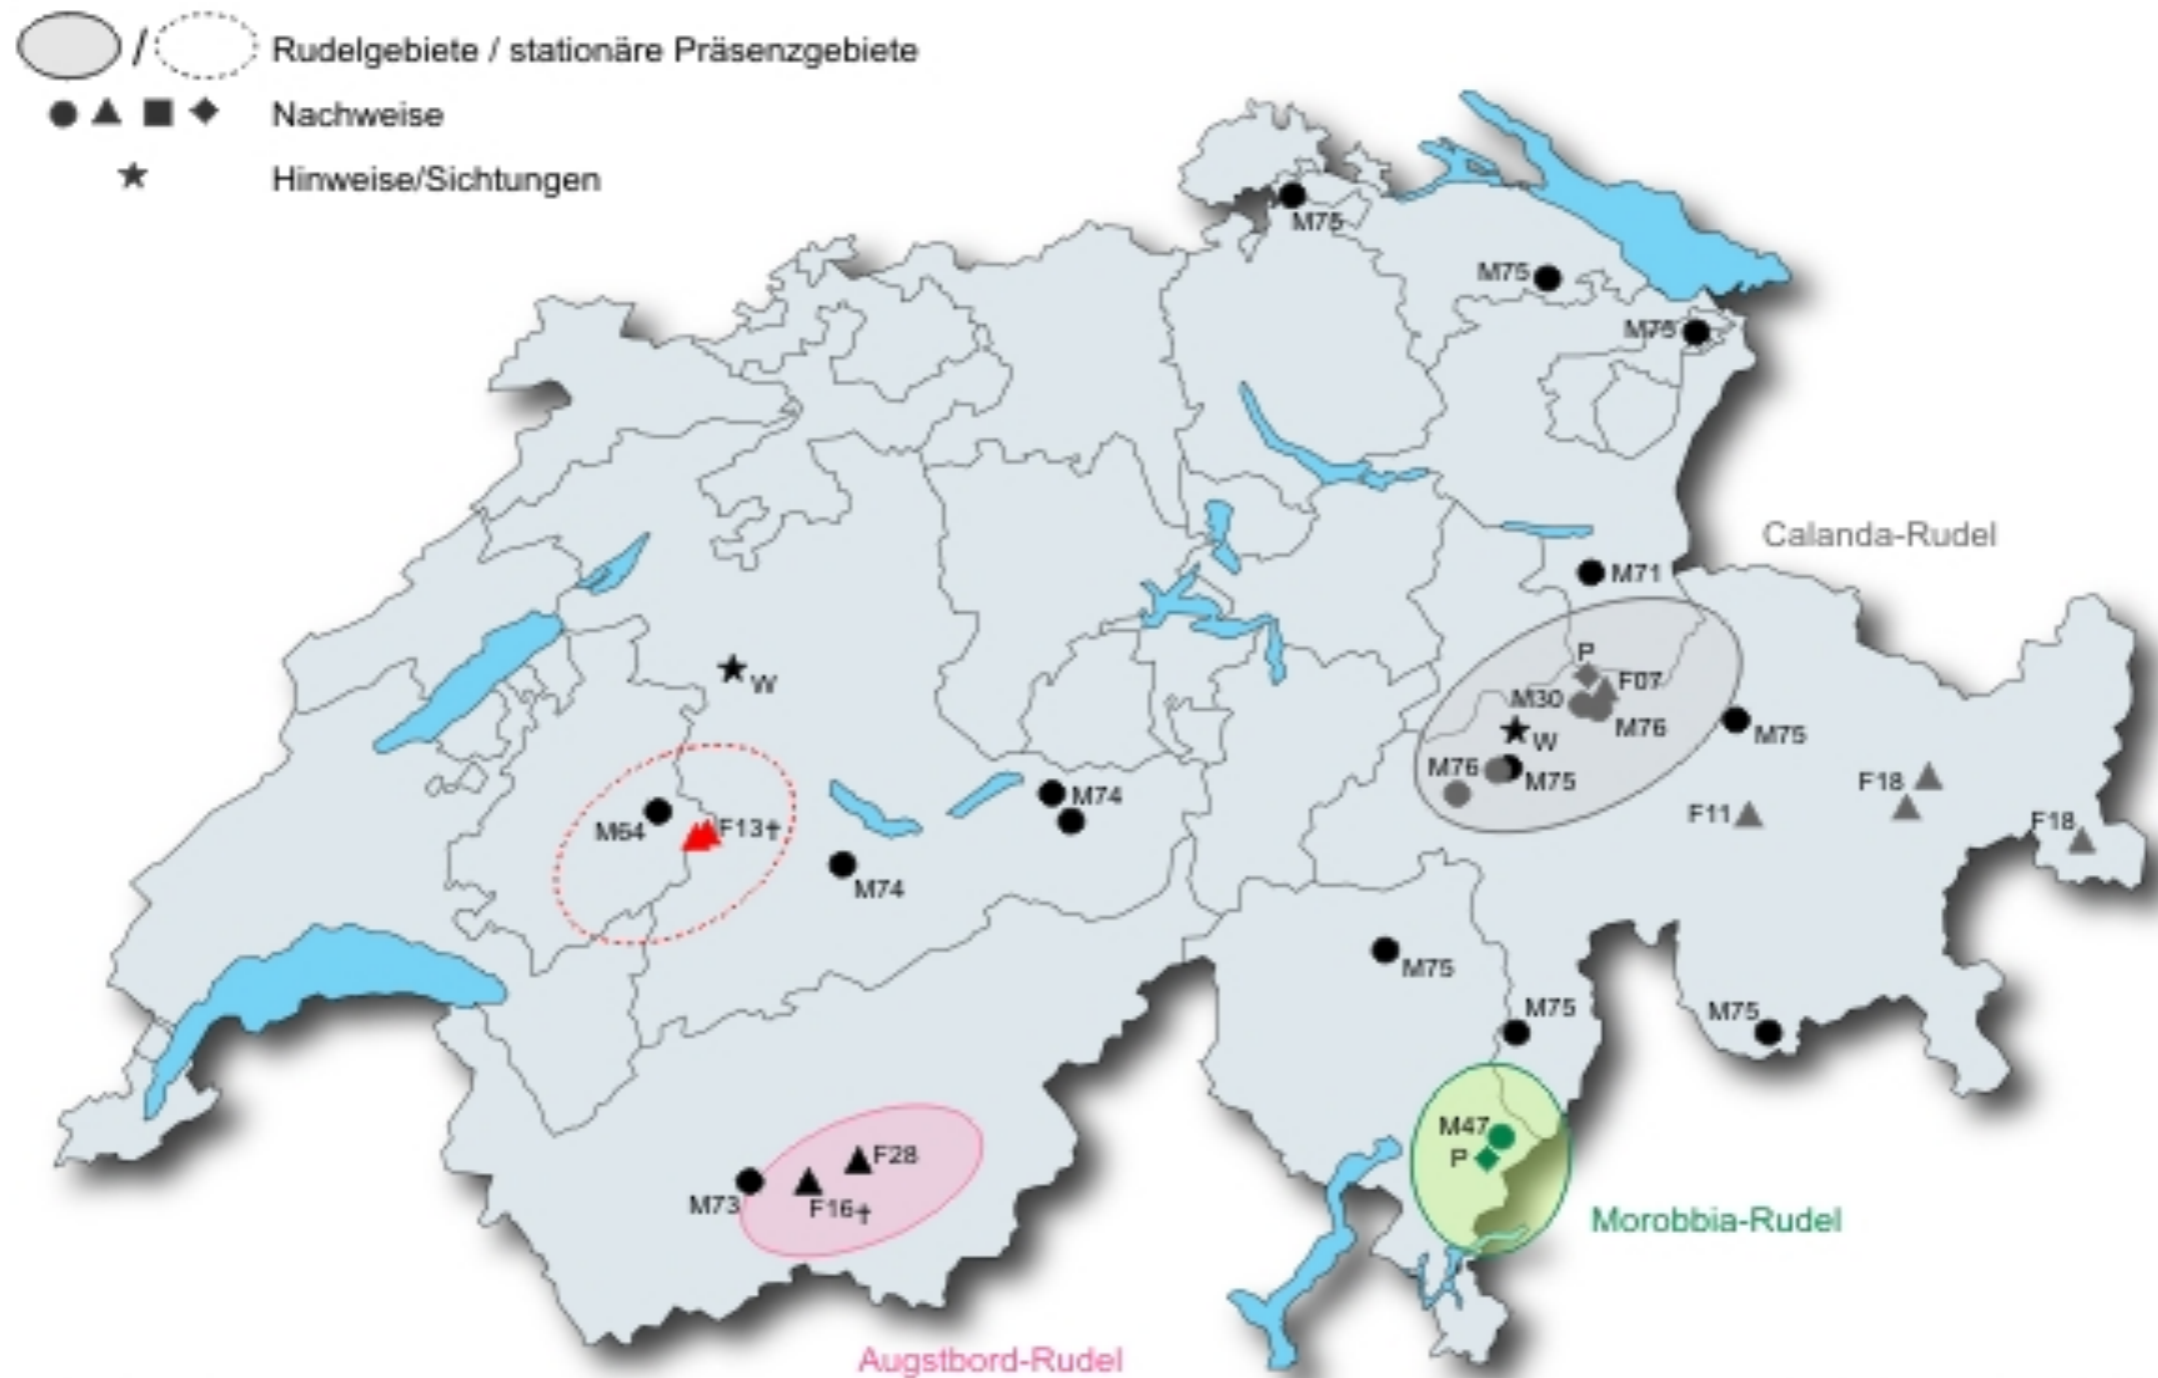 Rudelgebiete / stationäre Präsenzgebiete
Nachweise
Hinweise/Sichtungen
M75
M75
M75
Calanda-Rudel
M71
W
P
F07
M30
M76
W
M76
M75
M75
F18
F11
F18
M74
M64
F13†
M74
M75
M75
M75
M47
P
F28
M73
F16†
Morobbia-Rudel
Augstbord-Rudel